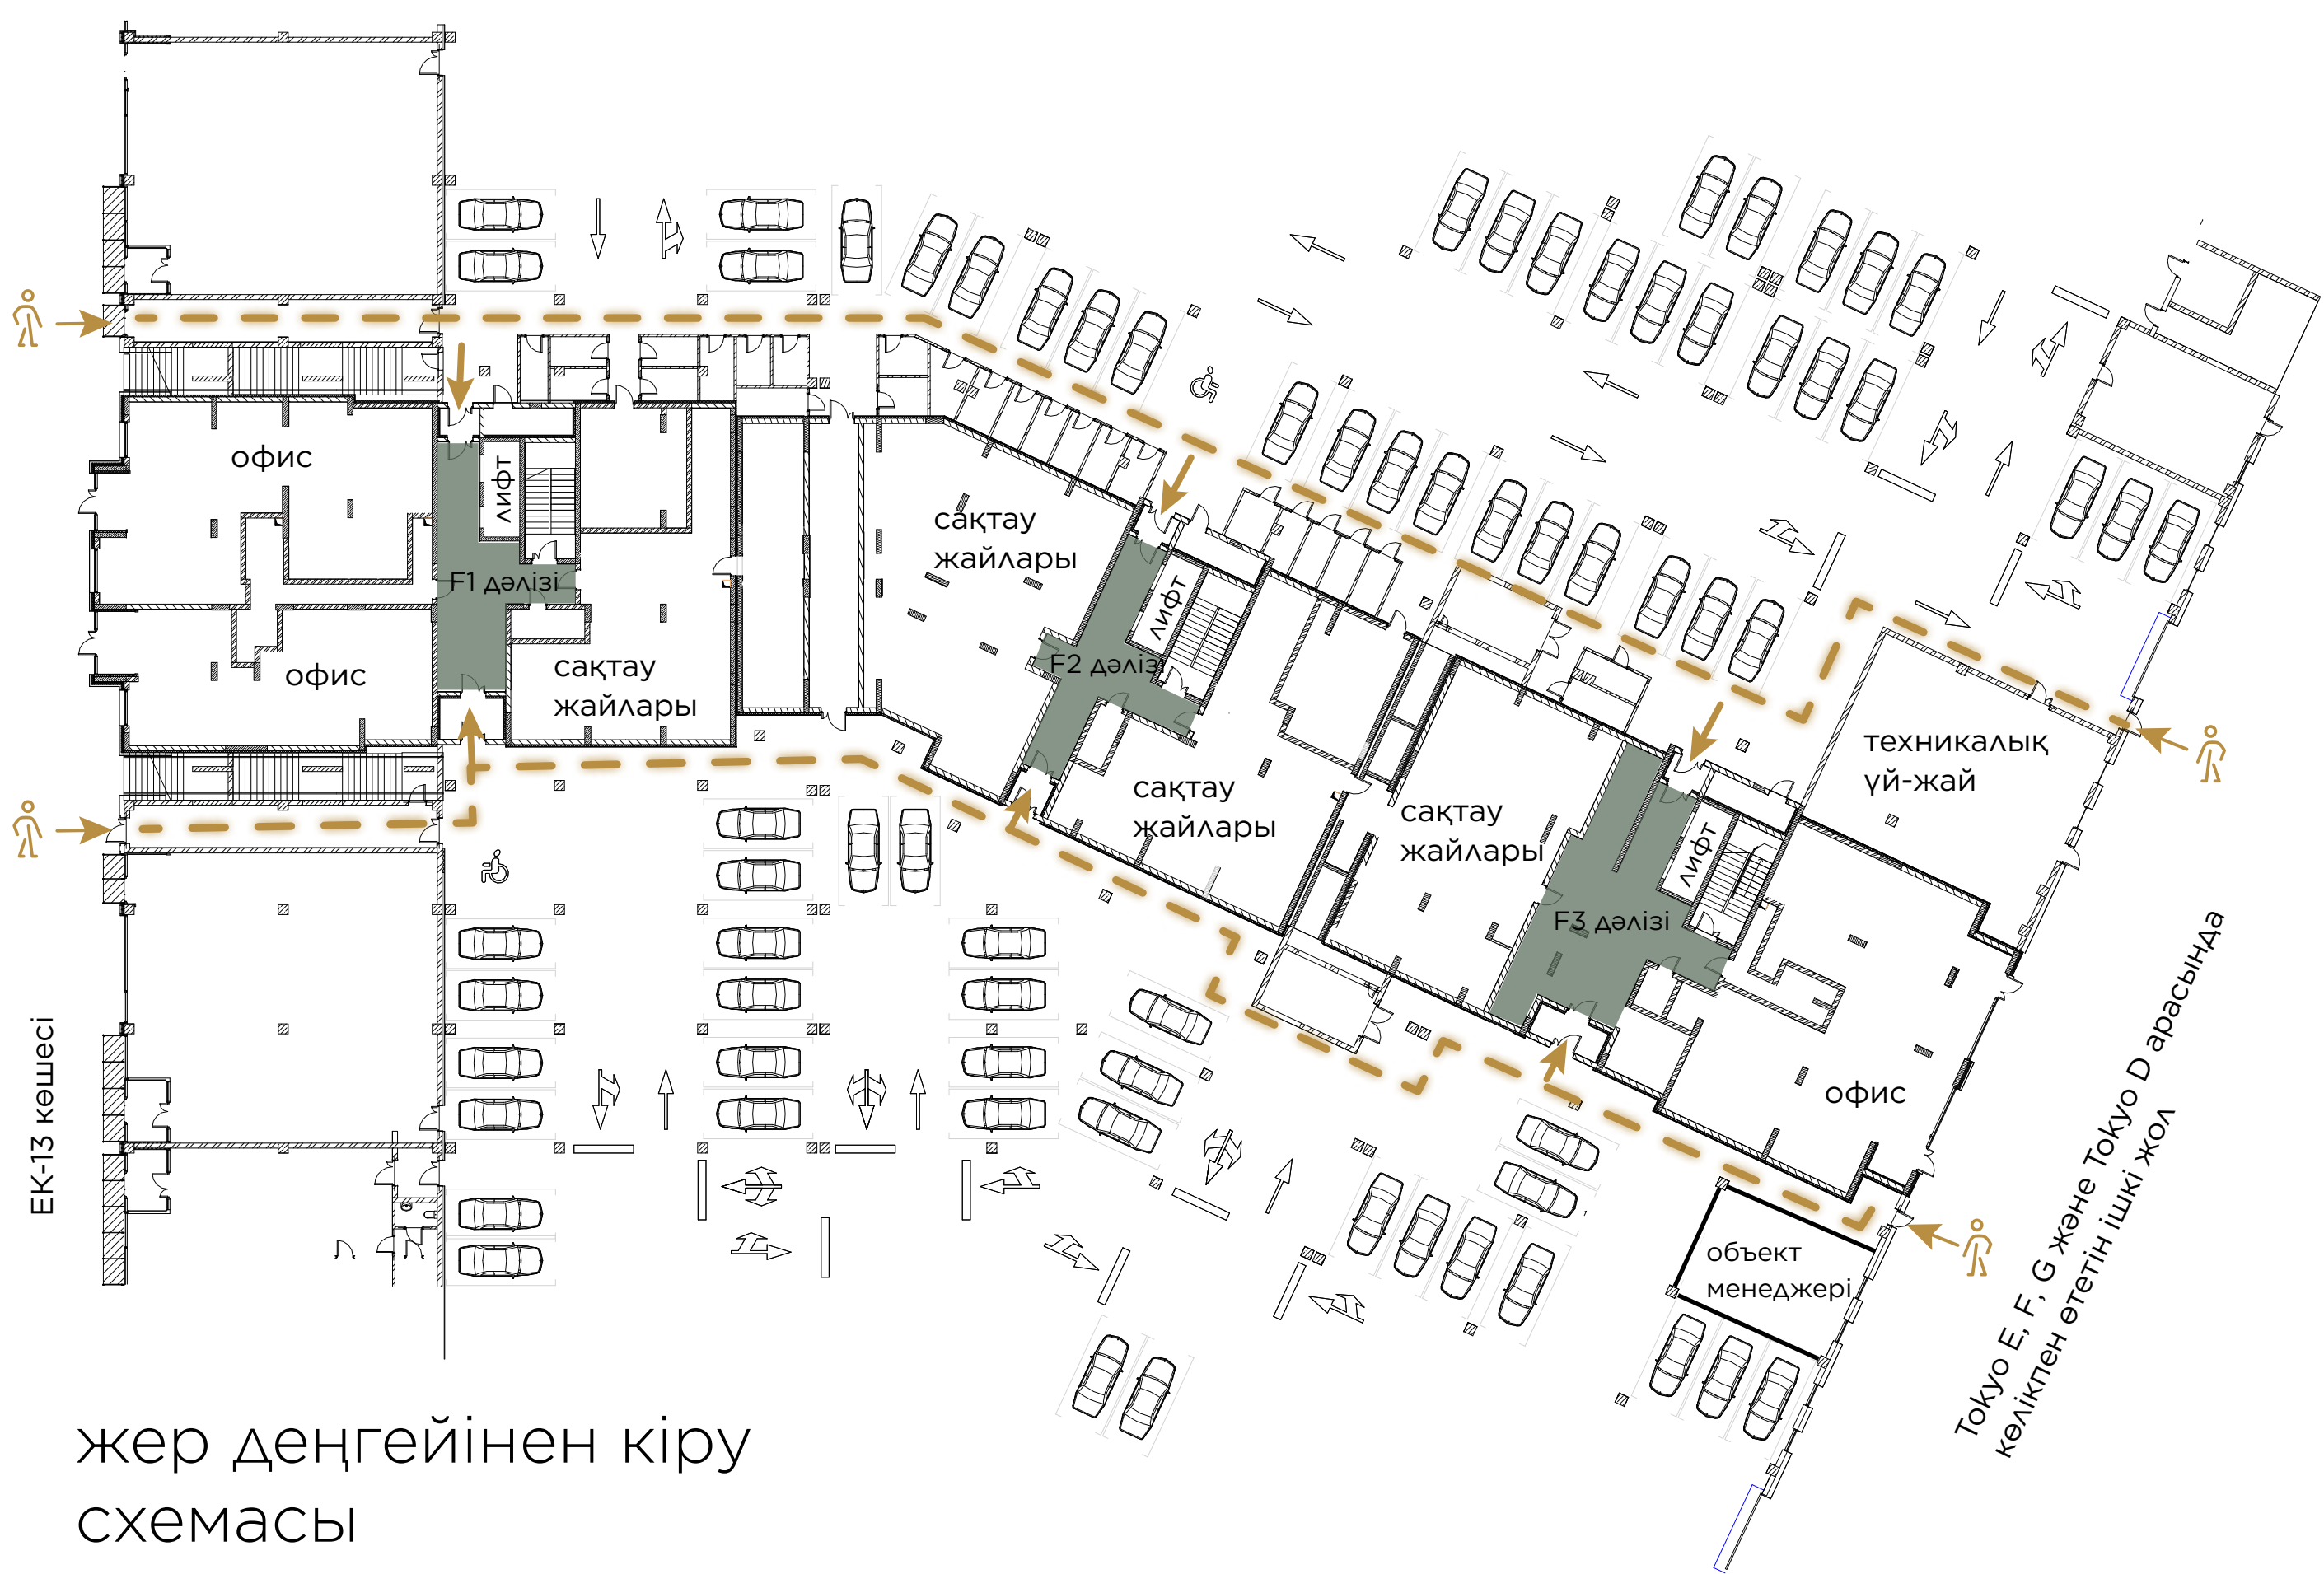 офис
лифт
F1 дәлізі
офис
сақтау
жайлары
сақтау
жайлары
лифт
F2 дәлізі
сақтау
жайлары
сақтау
жайлары
лифт
F3 дәлізі
техникалық
үй-жай
офис
объект
менеджері
ЕК-13 көшесі
Tokyo E, F, G және Tokyo D арасында
көлікпен өтетін ішкі жол
жер деңгейінен кіру
схемасы